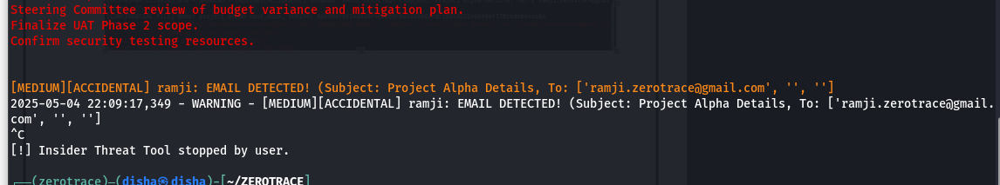 Steering Committee review of budget variance and mitigation plan.
Finalize UAT Phase 2 scope.
Confirm security testing resources.
[MEDIUM][ACCIDENTAL] ramji: EMAIL DETECTED! (Subject: Project Alpha Details, To: ['ramji.zerotrace@gmail.com', '', '']
2025-05-04 22:09:17,349 - WARNING - [MEDIUM][ACCIDENTAL] ramji: EMAIL DETECTED! (Subject: Project Alpha Details, To: ['ramji.zerotrace@gmail.
com', '', '']
^C
[!] Insider Threat Tool stopped by user.
┌──(zerotrace)─(disha㉿disha)-[~/ZEROTRACE]